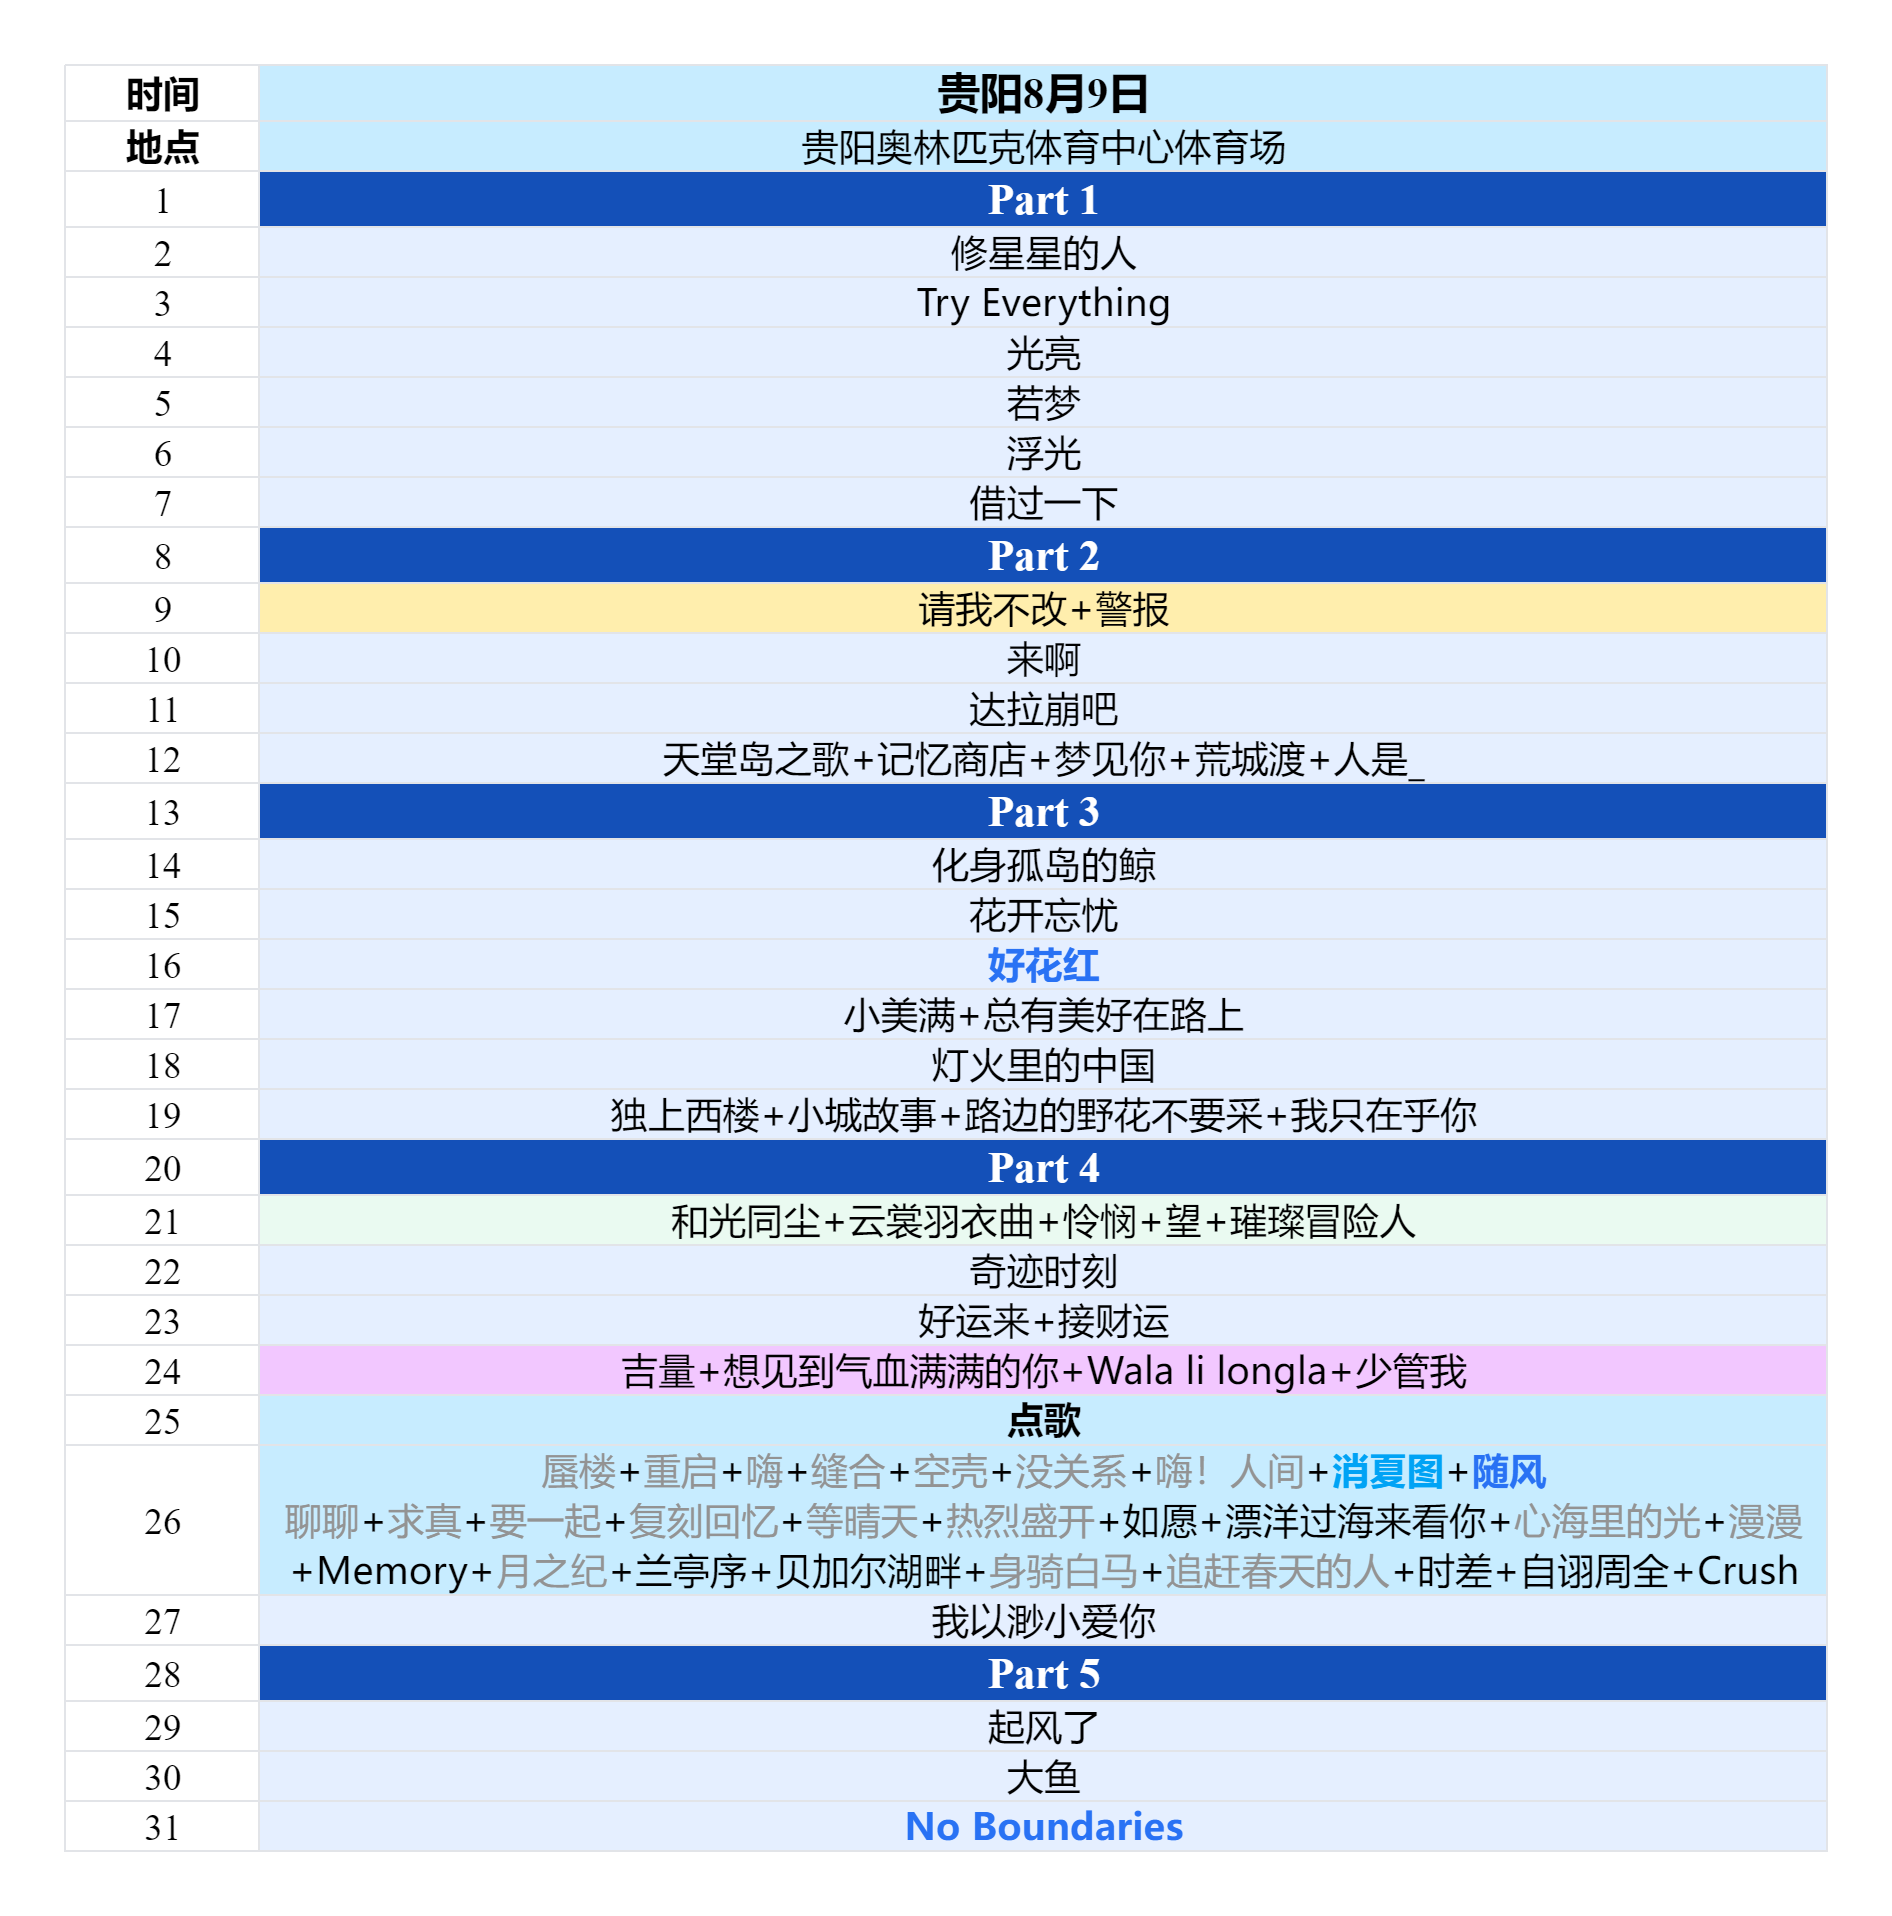 时间 贵阳8月9日
地点 贵阳奥林匹克体育中心体育场
1 Part 1
2 修星星的人
3 Try Everything
4 光亮
5 若梦
6 浮光
7 借过一下
8 Part 2
9 请我不改+警报
10 来啊
11 达拉崩吧
12 天堂岛之歌+记忆商店+梦见你+荒城渡+人是_
13 Part 3
14 化身孤岛的鲸
15 花开忘忧
16 好花红
17 小美满+总有美好在路上
18 灯火里的中国
19 独上西楼+小城故事+路边的野花不要采+我只在乎你
20 Part 4
21 和光同尘+云裳羽衣曲+怜悯+望+璀璨冒险人
22 奇迹时刻
23 好运来+接财运
24 吉量+想见到气血满满的你+Wala li longla+少管我
25 点歌
蜃楼+重启+嗨+缝合+空壳+没关系+嗨！人间+消夏图+随风
26 聊聊+求真+要一起+复刻回忆+等晴天+热烈盛开+如愿+漂洋过海来看你+心海里的光+漫漫
+Memory+月之纪+兰亭序+贝加尔湖畔+身骑白马+追赶春天的人+时差+自诩周全+Crush
27 我以渺小爱你
28 Part 5
29 起风了
30 大鱼
31 No Boundaries